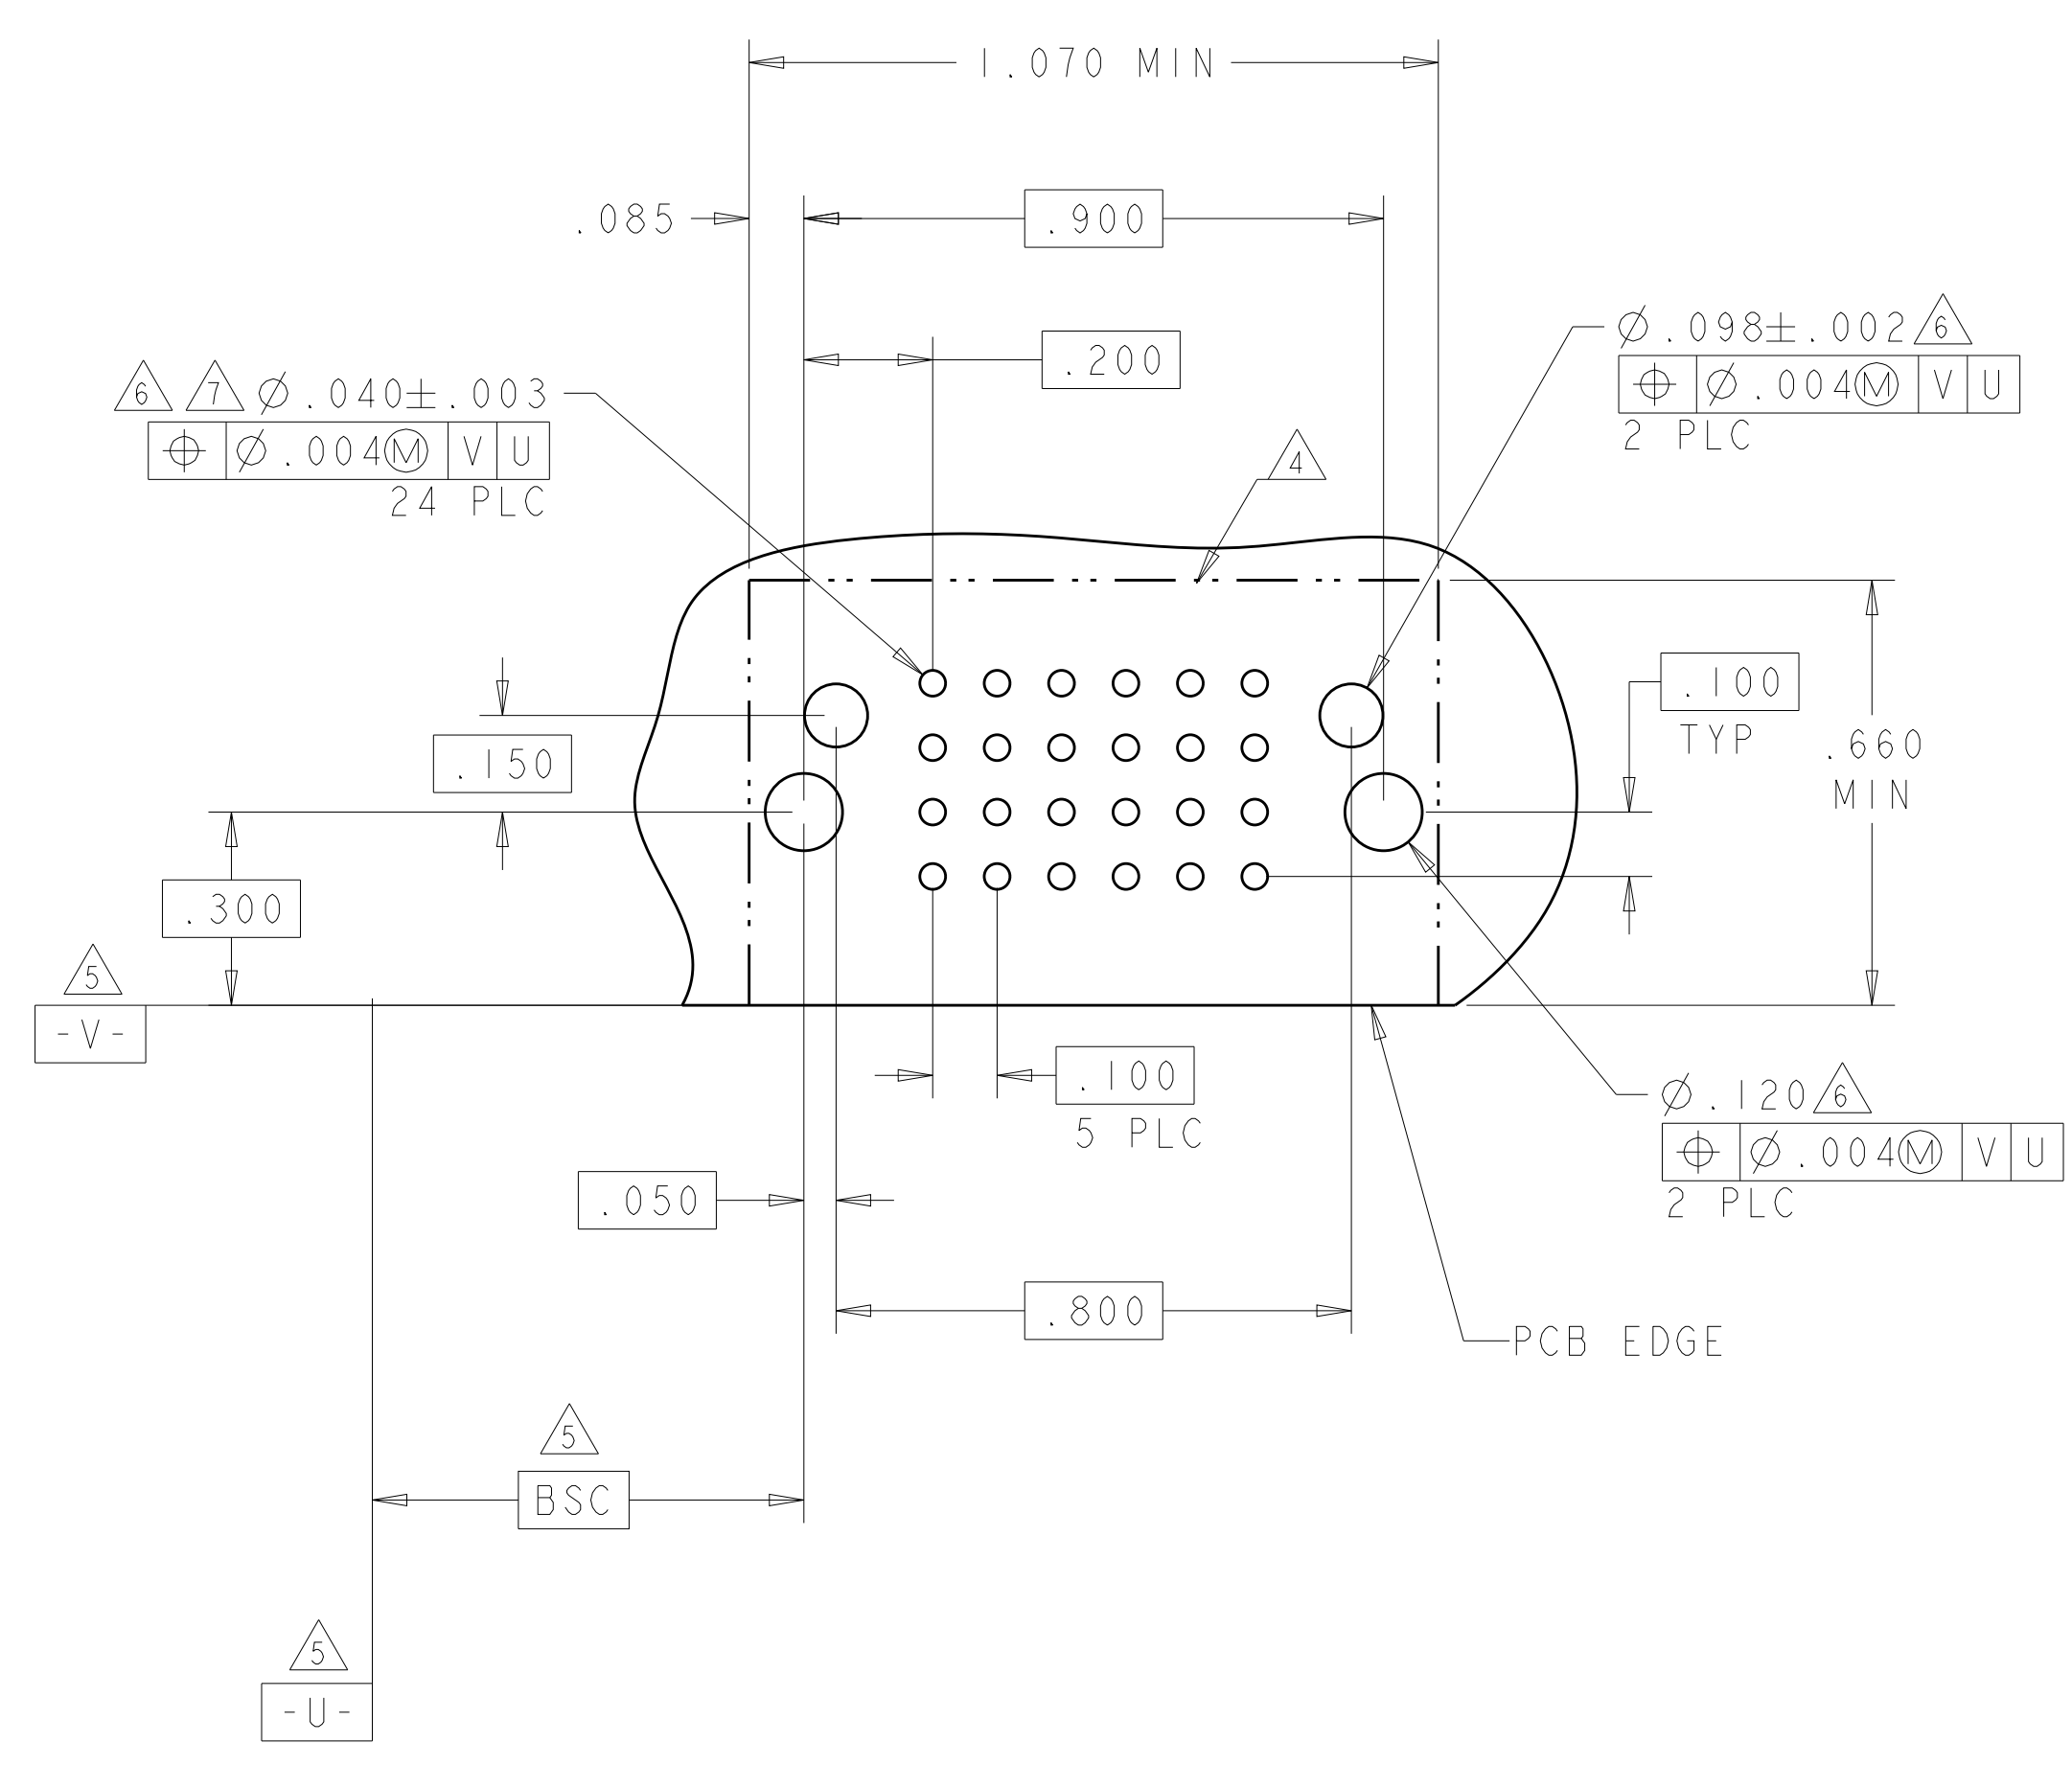 1.070 MIN
.085
.900
.200
6 7 Ø.040±.003
⌖ Ø.004Ⓜ V U
24 PLC
Ø.098±.002 6
⌖ Ø.004Ⓜ V U
2 PLC
4
.100
TYP
.660
MIN
.150
.300
5
-V-
.100
5 PLC
Ø.120 6
⌖ Ø.004Ⓜ V U
2 PLC
.050
.800
PCB EDGE
5
BSC
5
-U-